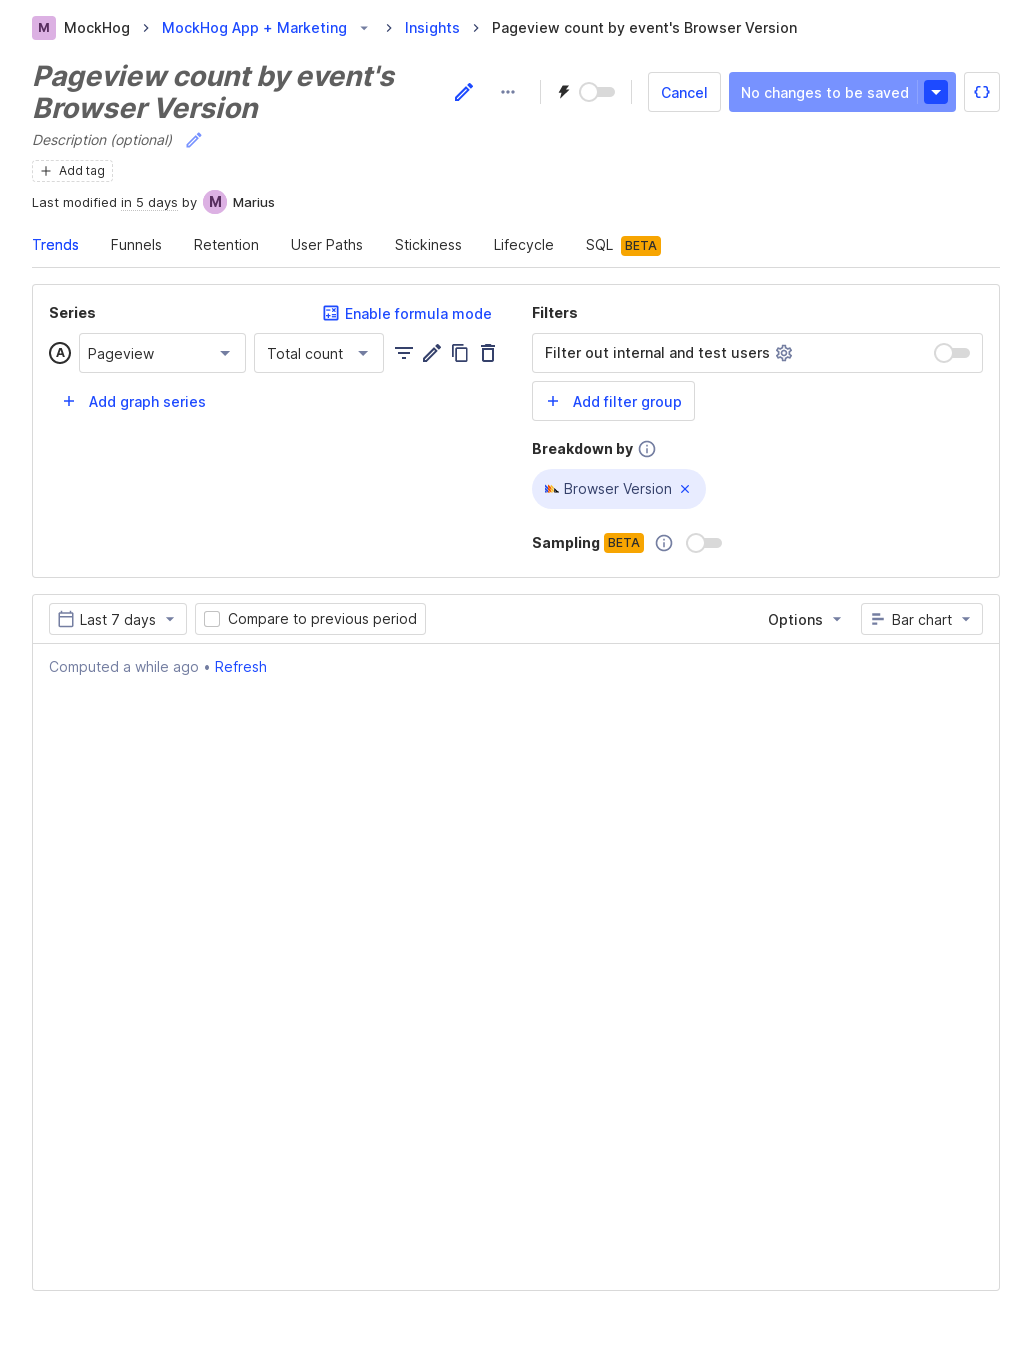 M MockHog MockHog App + Marketing Insights Pageview count by event's Browser Version
Pageview count by event's
Browser Version
Cancel No changes to be saved
Description (optional)
Add tag
Last modified in 5 days by M Marius
Trends Funnels Retention User Paths Stickiness Lifecycle SQL BETA
Series Enable formula mode
A Pageview Total count
Add graph series
Filters
Filter out internal and test users
Add filter group
Breakdown by
Browser Version
Sampling BETA
Last 7 days Compare to previous period Options Bar chart
Computed a while ago • Refresh